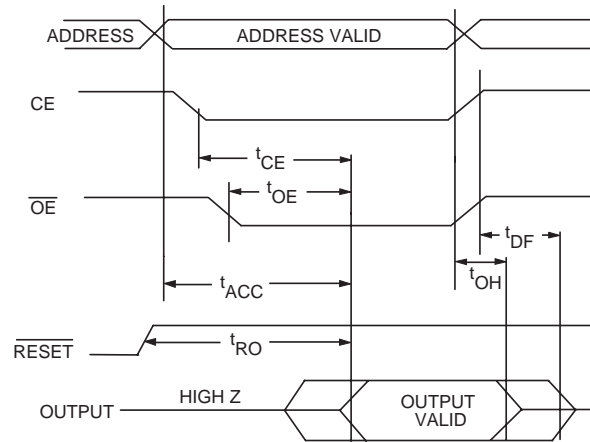 ADDRESS
ADDRESS VALID
CE
tCE
tOE
OE
tDF
tOH
tACC
RESET
tRO
HIGH Z
OUTPUT
OUTPUT
VALID